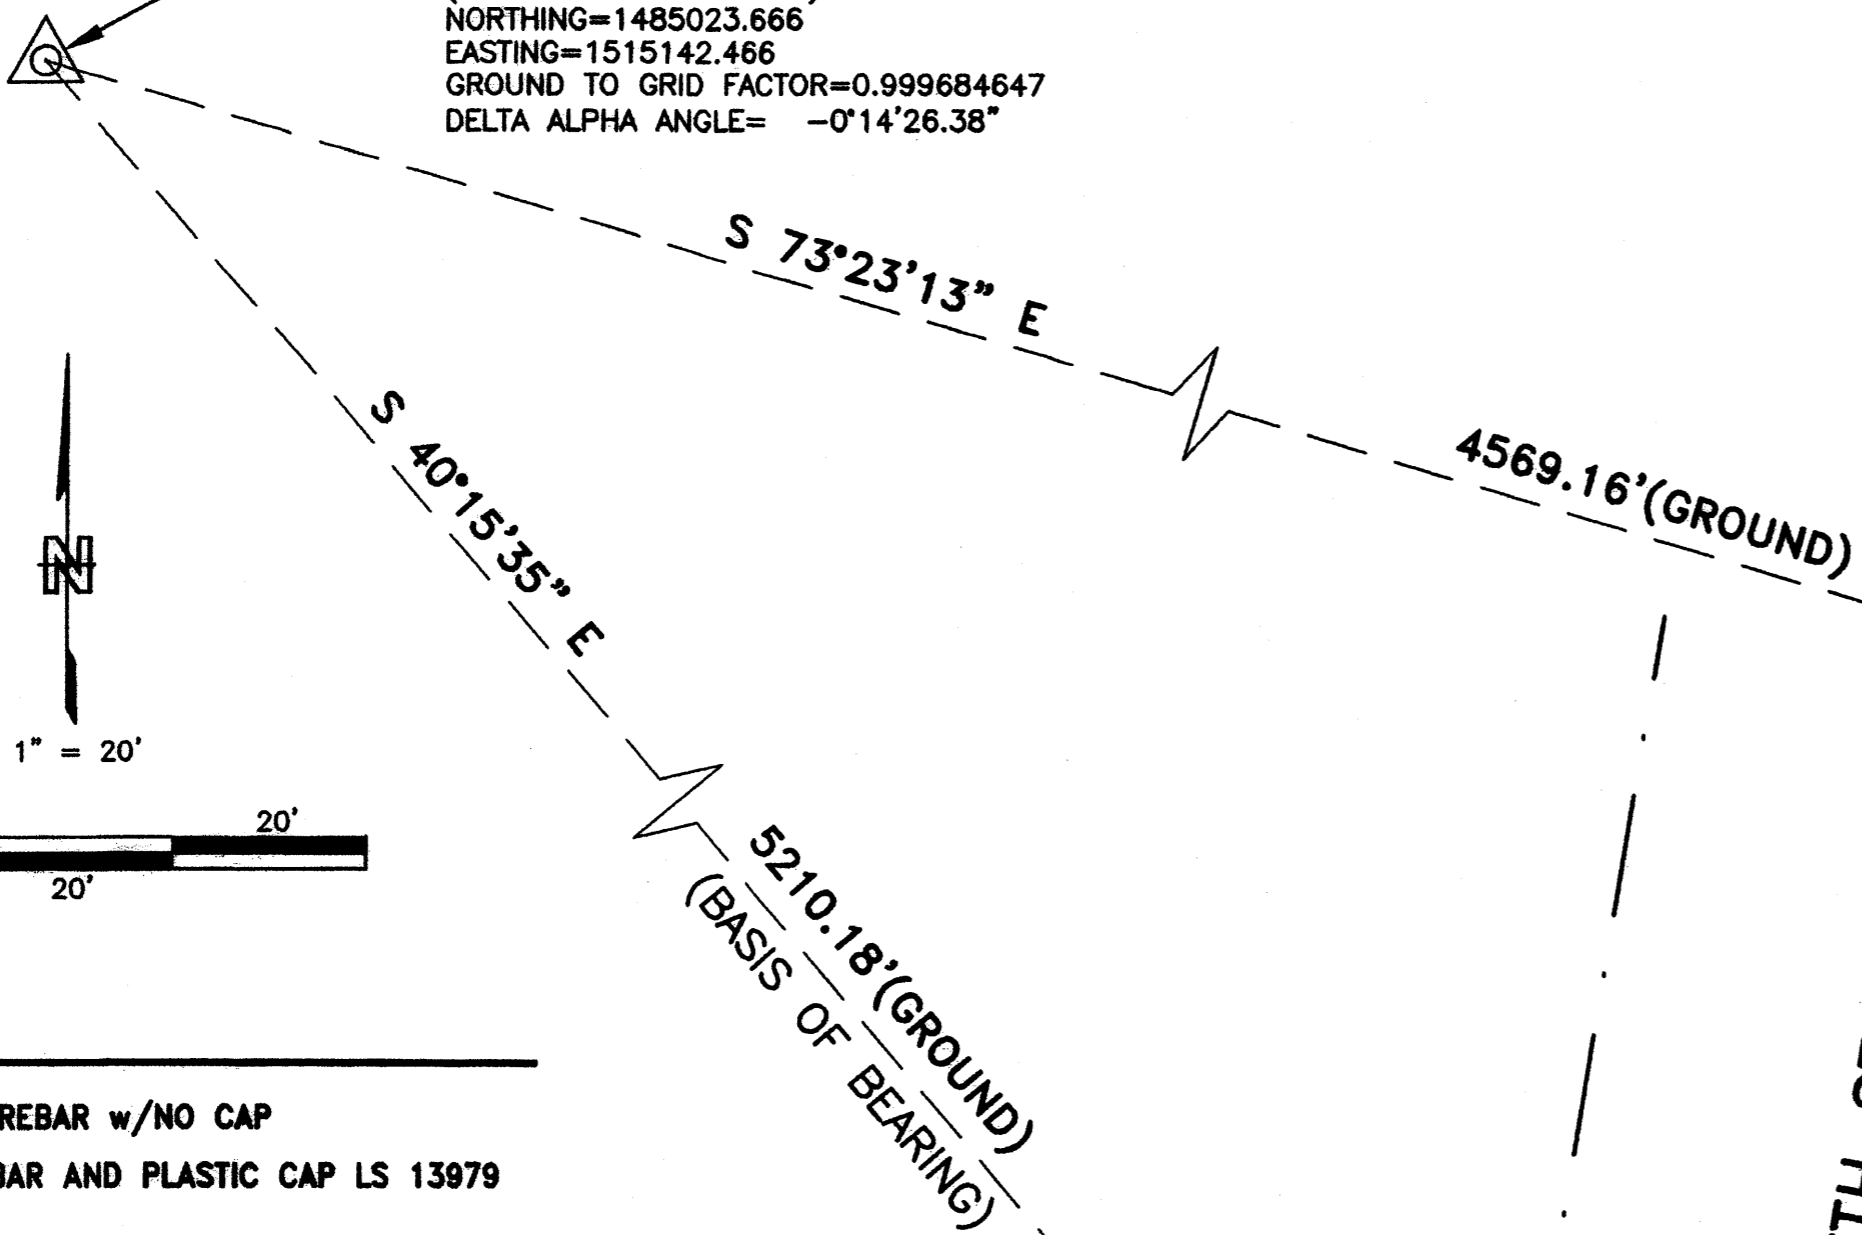 NORTHING=1485023.666
EASTING=1515142.466
GROUND TO GRID FACTOR=0.999684647
DELTA ALPHA ANGLE= -0°14'26.38"
S 73°23'13" E
4569.16'(GROUND)
S 40°15'35" E
5210.18'(GROUND)
(BASIS OF BEARING)
N
1" = 20'
20'
20'
REBAR w/NO CAP
BAR AND PLASTIC CAP LS 13979
TH